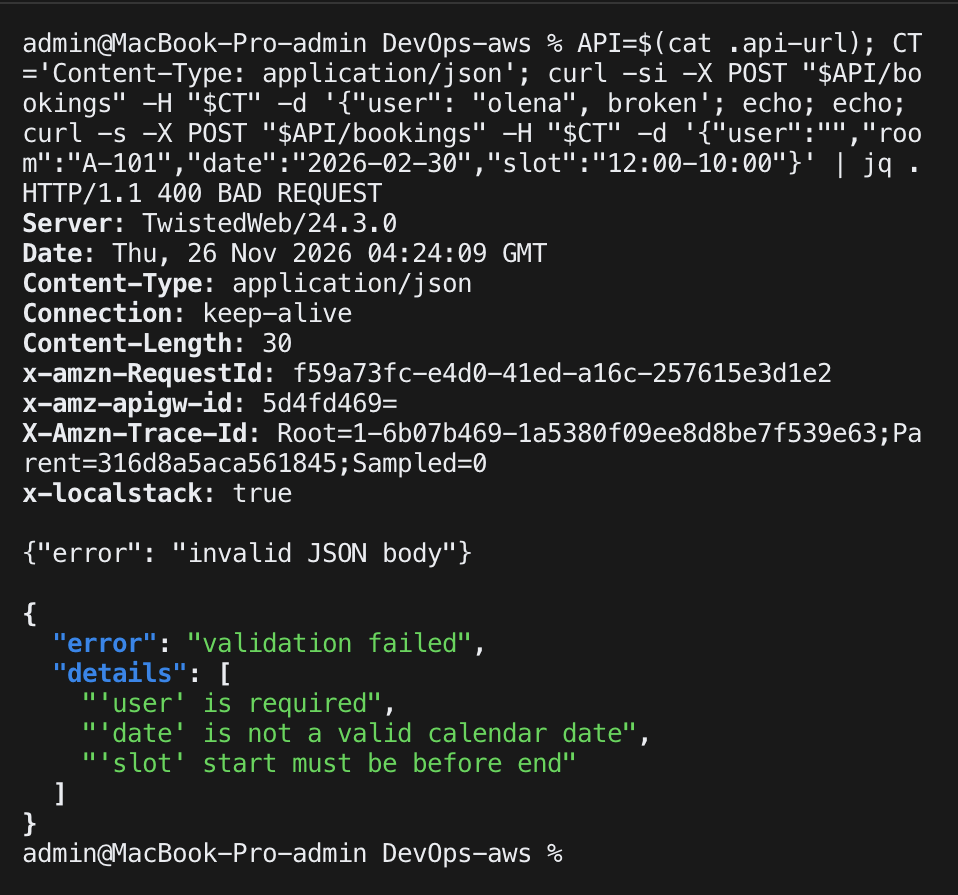 admin@MacBook-Pro-admin DevOps-aws % API=$(cat .api-url); CT
='Content-Type: application/json'; curl -si -X POST "$API/bo
okings" -H "$CT" -d '{"user": "olena", broken'; echo; echo;
curl -s -X POST "$API/bookings" -H "$CT" -d '{"user":"","roo
m":"A-101","date":"2026-02-30","slot":"12:00-10:00"}' | jq .
HTTP/1.1 400 BAD REQUEST
Server: TwistedWeb/24.3.0
Date: Thu, 26 Nov 2026 04:24:09 GMT
Content-Type: application/json
Connection: keep-alive
Content-Length: 30
x-amzn-RequestId: f59a73fc-e4d0-41ed-a16c-257615e3d1e2
x-amz-apigw-id: 5d4fd469=
X-Amzn-Trace-Id: Root=1-6b07b469-1a5380f09ee8d8be7f539e63;Pa
rent=316d8a5aca561845;Sampled=0
x-localstack: true

{"error": "invalid JSON body"}

{
  "error": "validation failed",
  "details": [
    "'user' is required",
    "'date' is not a valid calendar date",
    "'slot' start must be before end"
  ]
}
admin@MacBook-Pro-admin DevOps-aws %